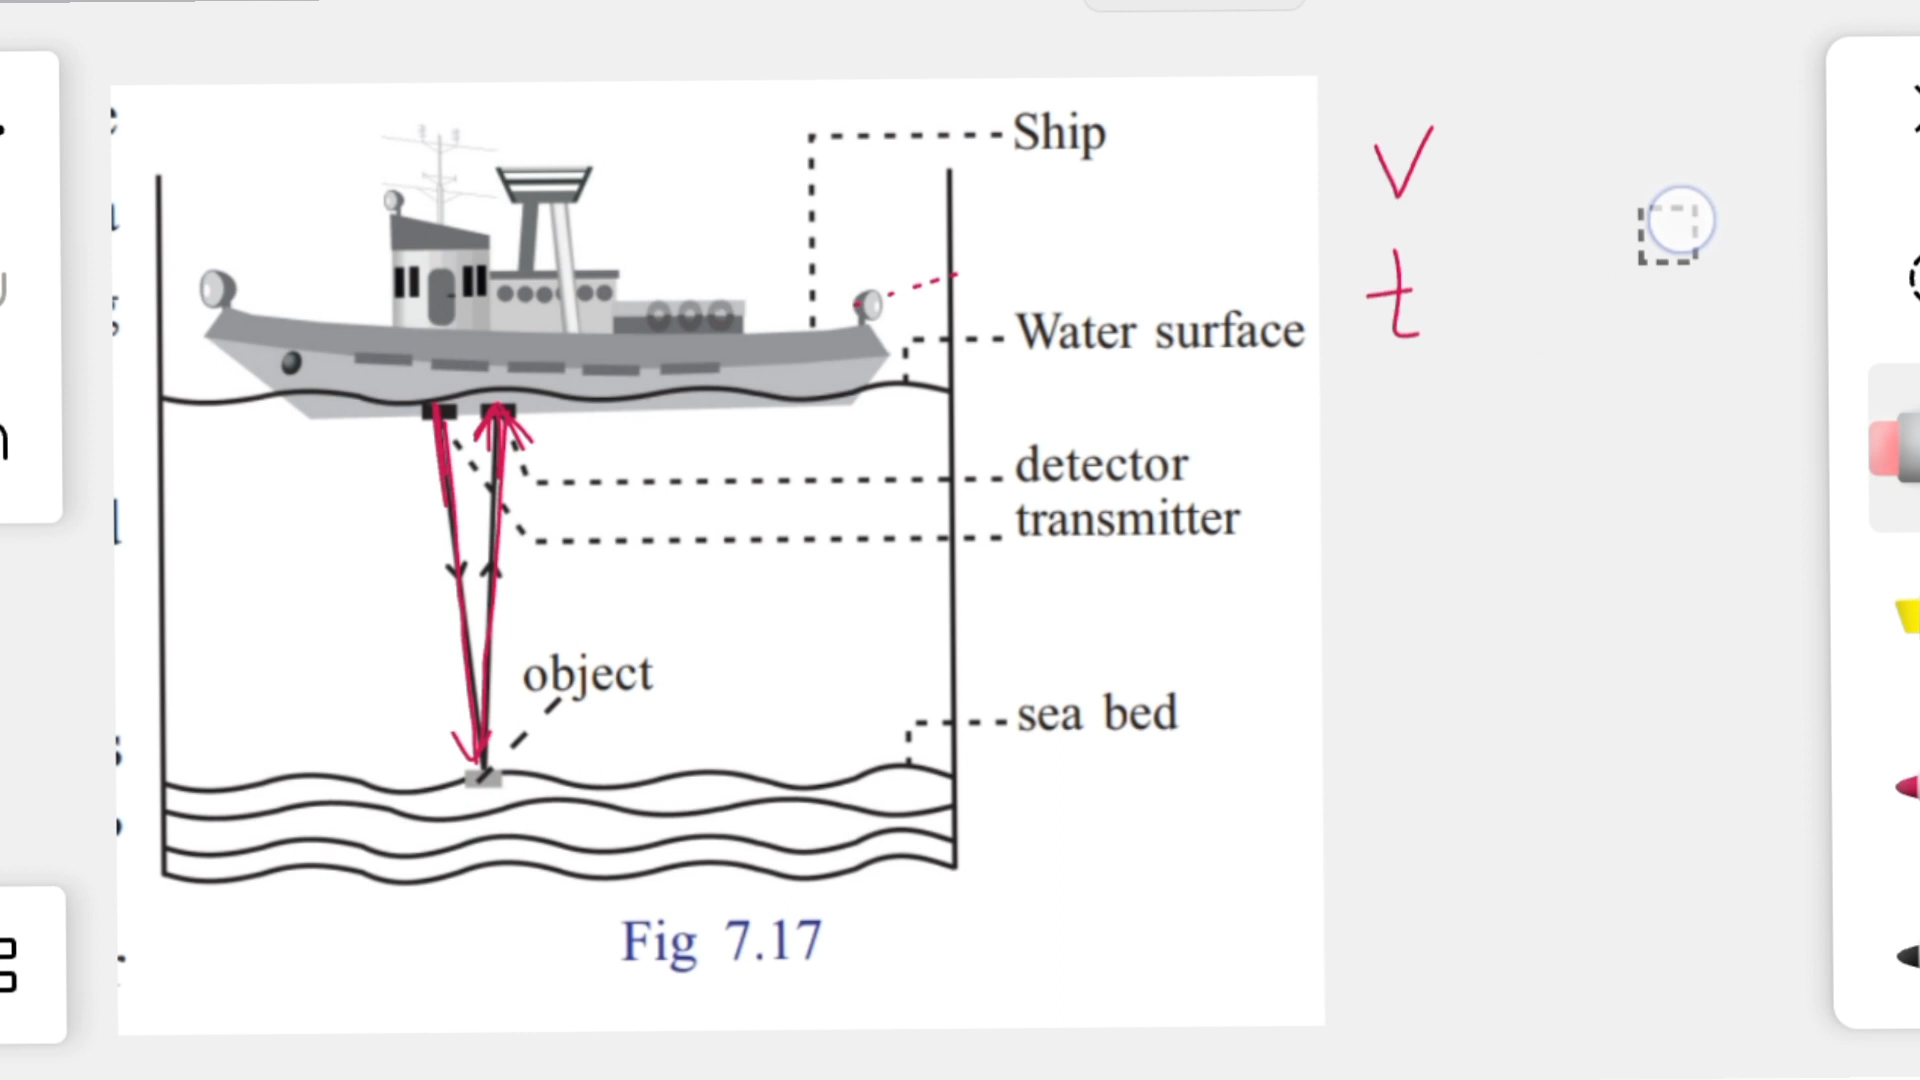 Ship
V
t
Water surface
detector
transmitter
object
sea bed
Fig 7.17